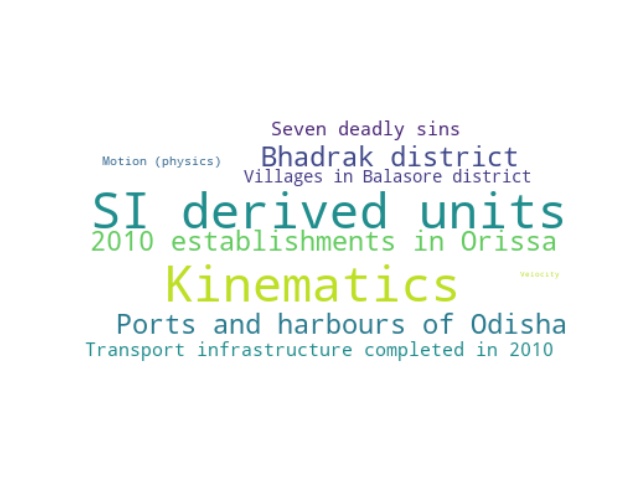 Seven deadly sins
Motion (physics)
Bhadrak district
Villages in Balasore district
SI derived units
2010 establishments in Orissa
Kinematics
Velocity
Ports and harbours of Odisha
Transport infrastructure completed in 2010